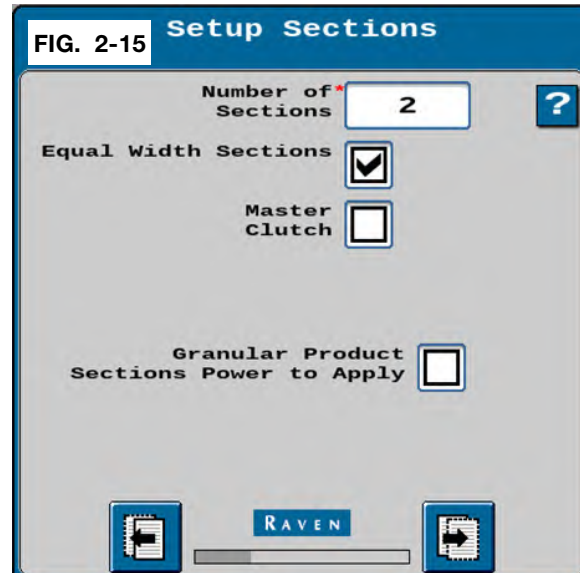 FIG. 2-15
Setup Sections
Number of*
Sections
2
?
Equal Width Sections
Master
Clutch
Granular Product
Sections Power to Apply
RAVEN